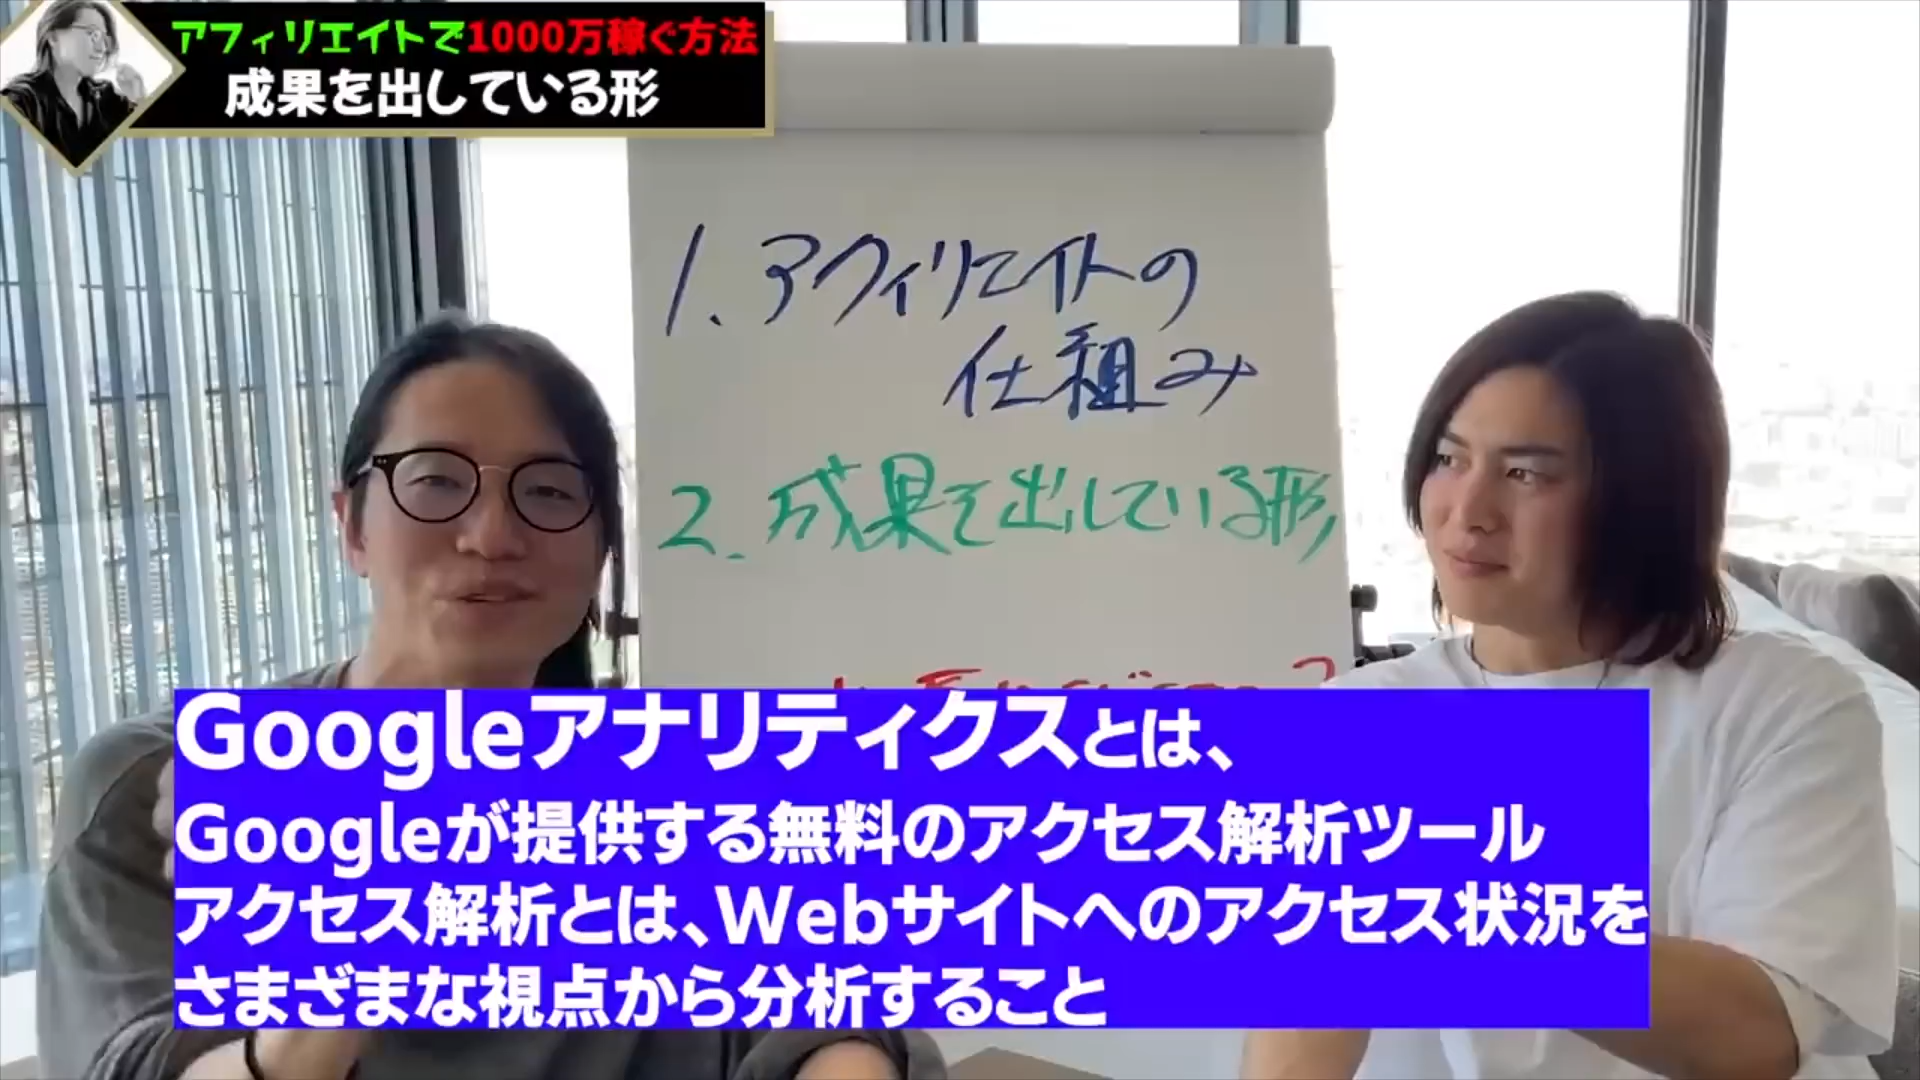 アフィリエイトで1000万稼ぐ方法
成果を出している形
1. アフィリエイトの
仕組み
2. 成果を出している形
Googleアナリティクスとは、
Googleが提供する無料のアクセス解析ツール
アクセス解析とは、Webサイトへのアクセス状況を
さまざまな視点から分析すること